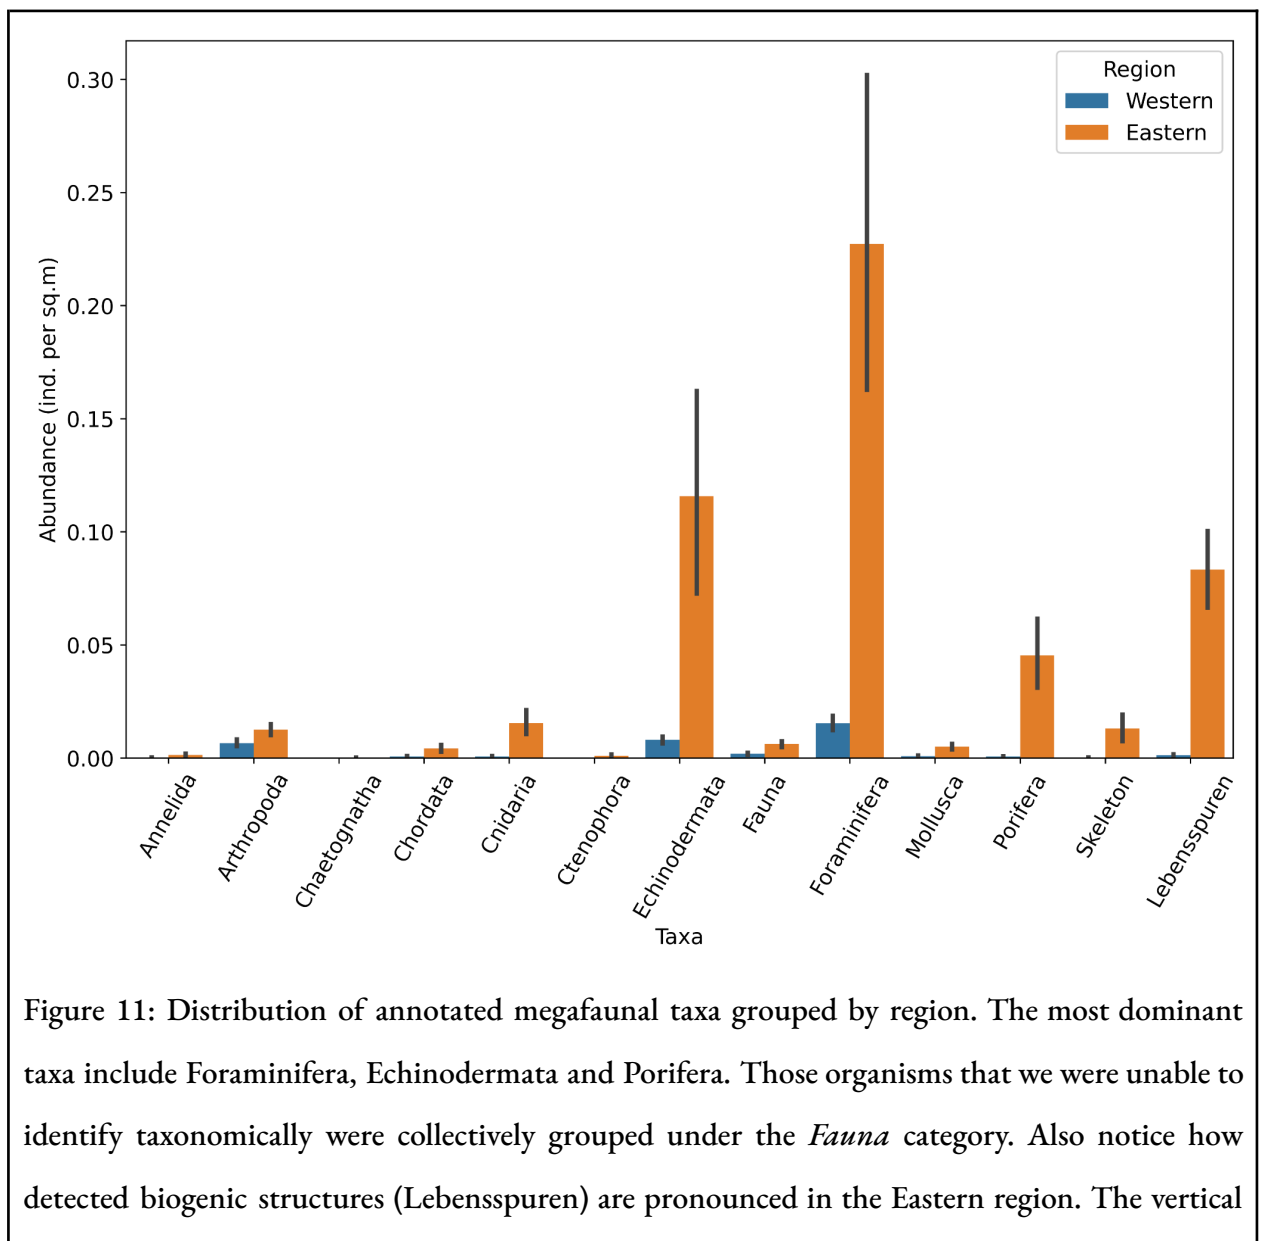 0.30
0.25
0.20
0.15
0.10
0.05
0.00
Abundance (ind. per sq.m)
Region
Western
Eastern
Annelida
Arthropoda
Chaetognatha
Chordata
Cnidaria
Ctenophora
Echinodermata
Fauna
Foraminifera
Mollusca
Porifera
Skeleton
Lebensspuren
Taxa
Figure 11: Distribution of annotated megafaunal taxa grouped by region. The most dominant
taxa include Foraminifera, Echinodermata and Porifera. Those organisms that we were unable to
identify taxonomically were collectively grouped under the Fauna category. Also notice how
detected biogenic structures (Lebensspuren) are pronounced in the Eastern region. The vertical